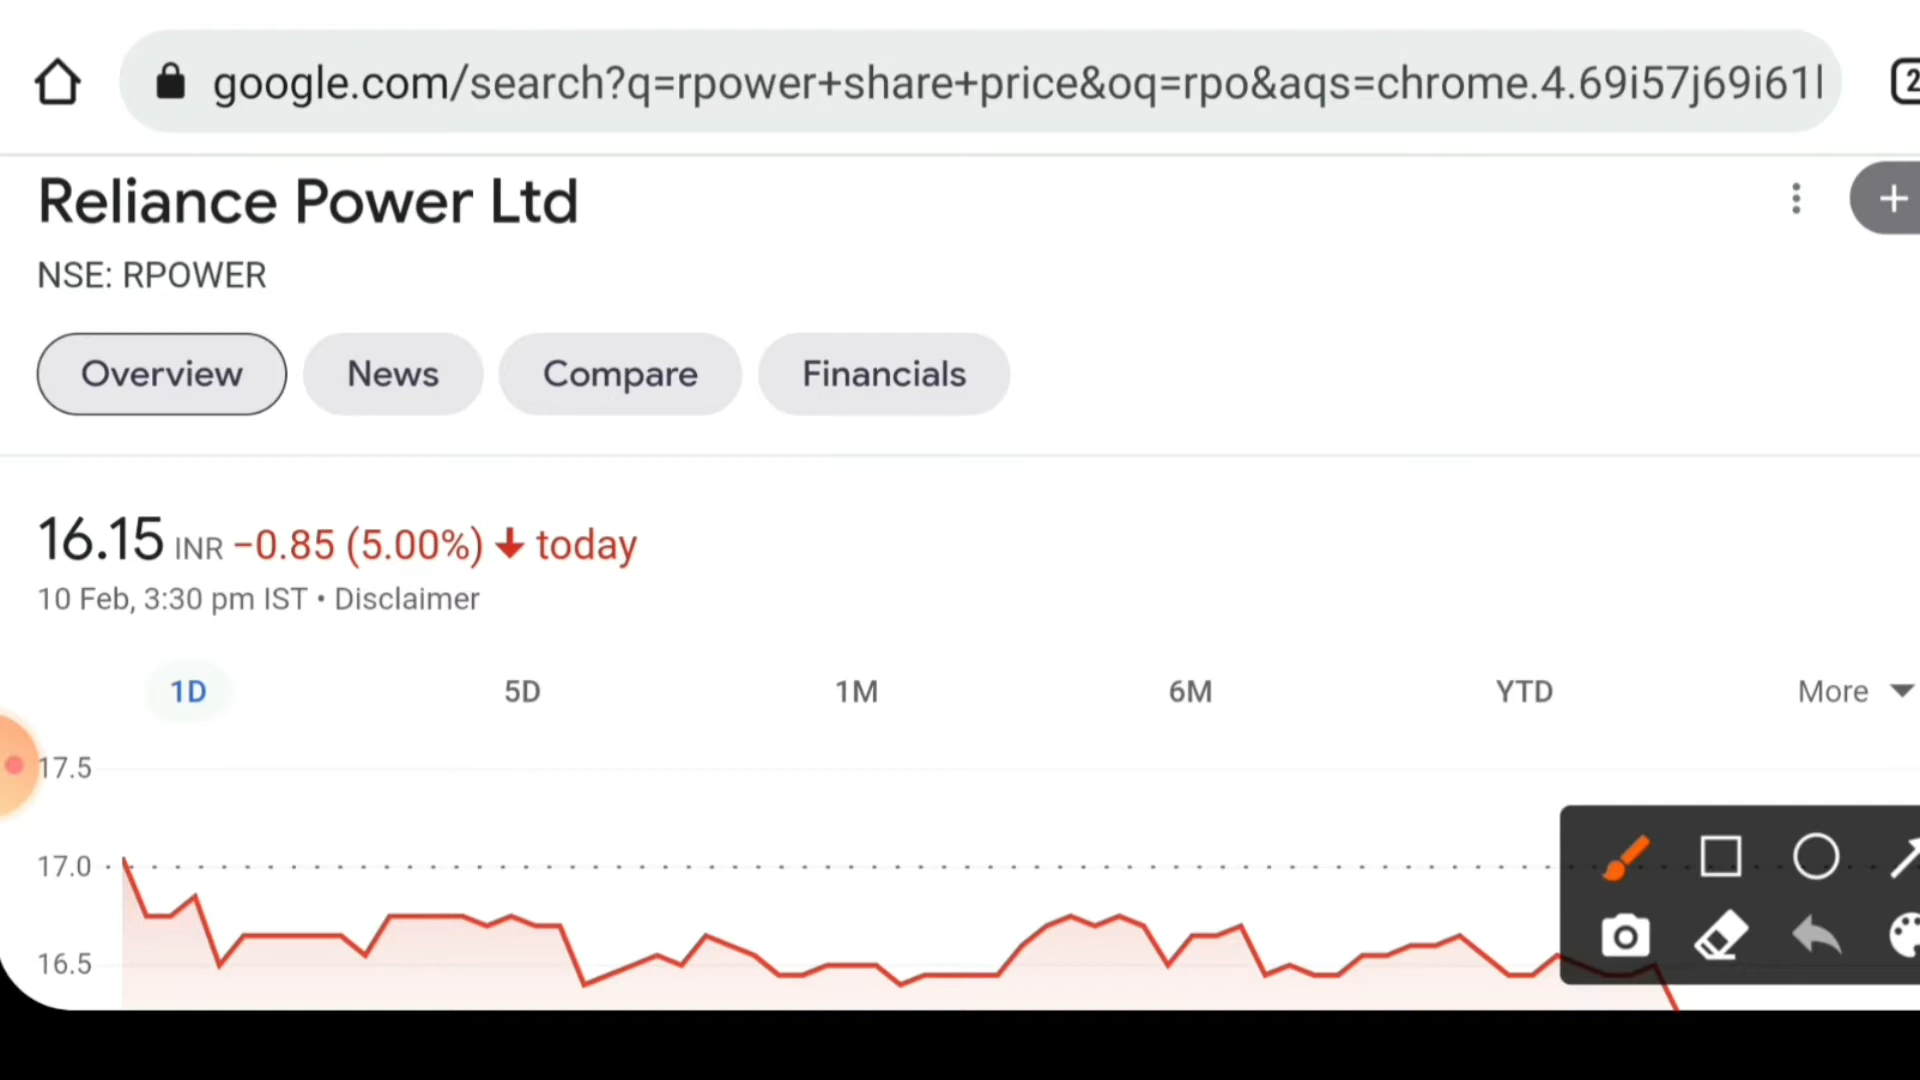 google.com/search?q=rpower+share+price&oq=rpo&aqs=chrome.4.69i57j69i61l
2
Reliance Power Ltd
NSE: RPOWER
Overview News Compare Financials
16.15 INR −0.85 (5.00%) today
10 Feb, 3:30 pm IST • Disclaimer
1D 5D 1M 6M YTD More
17.5
17.0
16.5